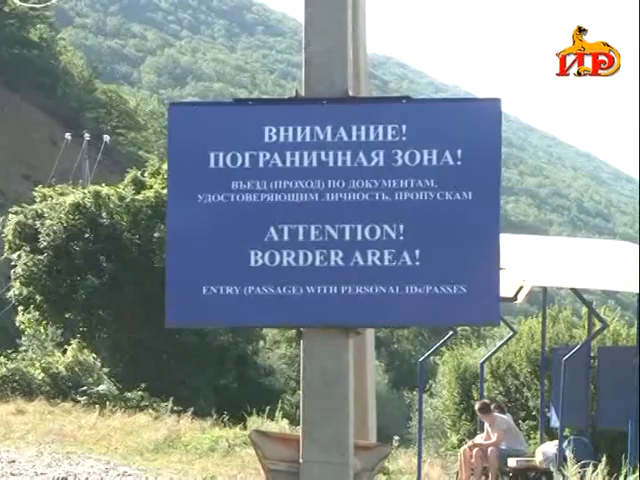 ИР
ВНИМАНИЕ!
ПОГРАНИЧНАЯ ЗОНА!
ВЪЕЗД (ПРОХОД) ПО ДОКУМЕНТАМ,
УДОСТОВЕРЯЮЩИМ ЛИЧНОСТЬ, ПРОПУСКАМ
ATTENTION!
BORDER AREA!
ENTRY (PASSAGE) WITH PERSONAL IDs/PASSES